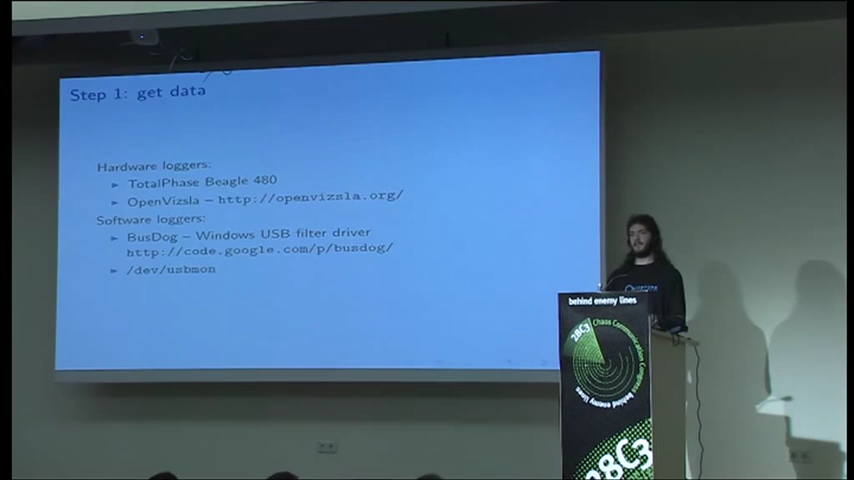 Step 1: get data
Hardware loggers:
TotalPhase Beagle 480
OpenVizsla – http://openvizsla.org/
Software loggers:
BusDog – Windows USB filter driver
http://code.google.com/p/busdog/
/dev/usbmon
behind enemy lines
28C3
Chaos Communication Congress
behind enemy lines
28C3